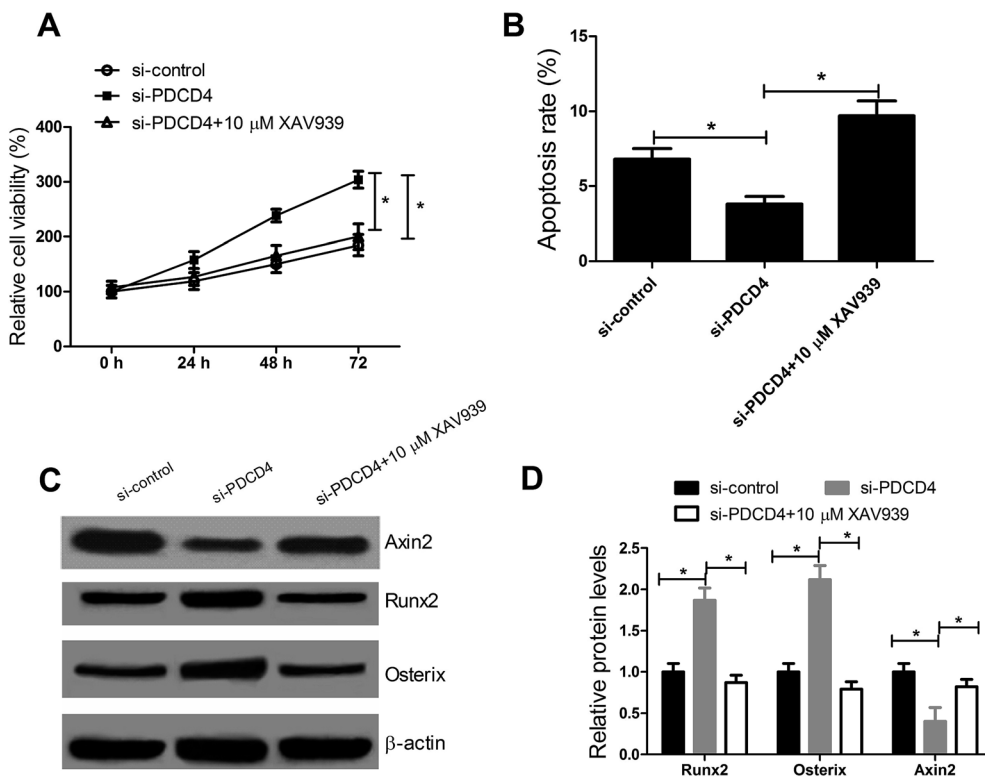 A
si-control
si-PDCD4
si-PDCD4+10 μM XAV939
Relative cell viability (%)
400
300
200
100
0
0 h
24 h
48 h
72
*
*
B
Apoptosis rate (%)
15
10
5
0
*
*
si-control
si-PDCD4
si-PDCD4+10 μM XAV939
C
si-control
si-PDCD4
si-PDCD4+10 μM XAV939
Axin2
Runx2
Osterix
β-actin
D
si-control
si-PDCD4
si-PDCD4+10 μM XAV939
Relative protein levels
2.5
2.0
1.5
1.0
0.5
0.0
*
*
*
*
*
*
Runx2
Osterix
Axin2